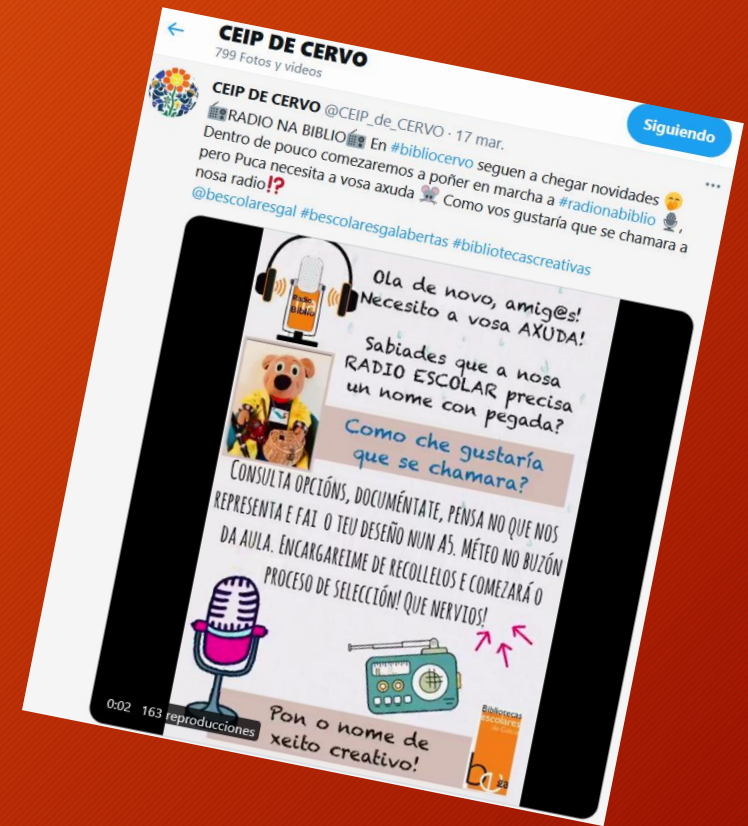 CEIP DE CERVO
799 Fotos y videos
Siguiendo
CEIP DE CERVO @CEIP_de_CERVO · 17 mar.
📻RADIO NA BIBLIO📻 En #bibliocervo seguen a chegar novidades 🤭
Dentro de pouco comezaremos a poñer en marcha a #radionabiblio 🎙,
pero Puca necesita a vosa axuda 🐭 Como vos gustaría que se chamara a
nosa radio⁉
@bescolaresgal #bescolaresgalabertas #bibliotecascreativas
Radio
Biblio
Ola de novo, amig@s!
Necesito a vosa AXUDA!
Sabiades que a nosa
RADIO ESCOLAR precisa
un nome con pegada?
Como che gustaría
que se chamara?
CONSULTA OPCIÓNS, DOCUMÉNTATE, PENSA NO QUE NOS
REPRESENTA E FAI O TEU DESEÑO NUN A5. MÉTEO NO BUZÓN
DA AULA. ENCARGAREIME DE RECOLLELOS E COMEZARÁ O
PROCESO DE SELECCIÓN! QUE NERVIOS!
Pon o nome de
xeito creativo!
Bibliotecas
escolares
de Galicia
0:02 163 reproducciones